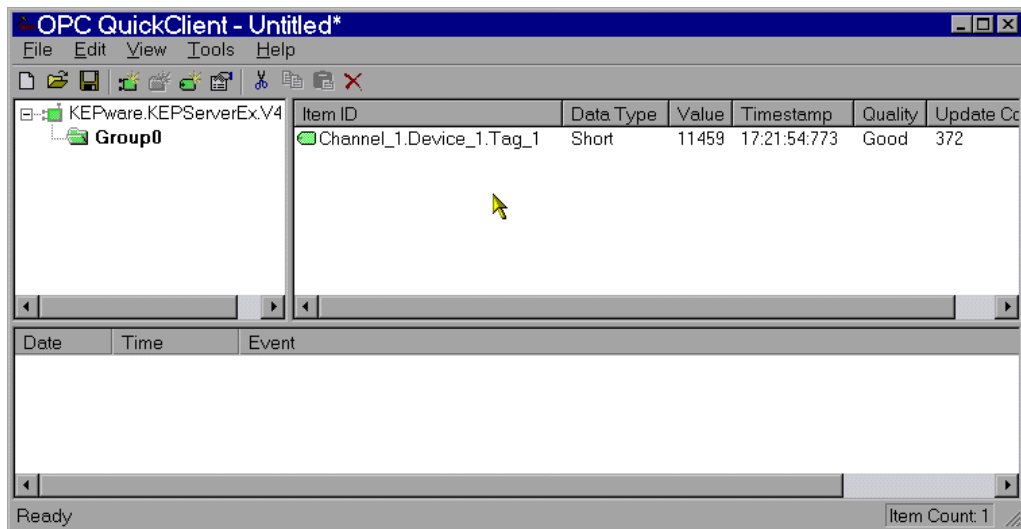 OPC QuickClient - Untitled*
File Edit View Tools Help
KEPware.KEPServerEx.V4
Group0
Item ID Data Type Value Timestamp Quality Update Co
Channel_1.Device_1.Tag_1 Short 11459 17:21:54:773 Good 372
Date Time Event
Ready Item Count: 1